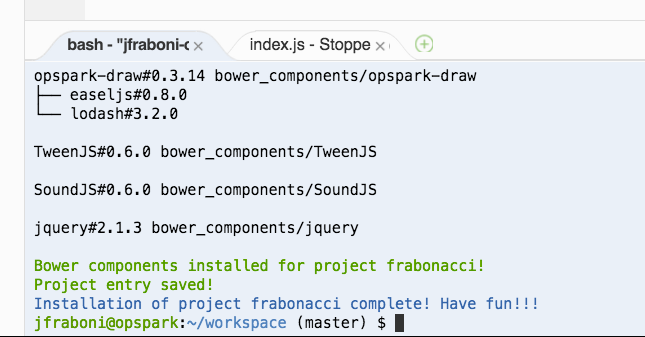 bash - "jfraboni-c
index.js - Stoppe
opspark-draw#0.3.14 bower_components/opspark-draw
├── easeljs#0.8.0
└── lodash#3.2.0
TweenJS#0.6.0 bower_components/TweenJS
SoundJS#0.6.0 bower_components/SoundJS
jquery#2.1.3 bower_components/jquery
Bower components installed for project frabonacci!
Project entry saved!
Installation of project frabonacci complete! Have fun!!!
jfraboni@opspark:~/workspace (master) $